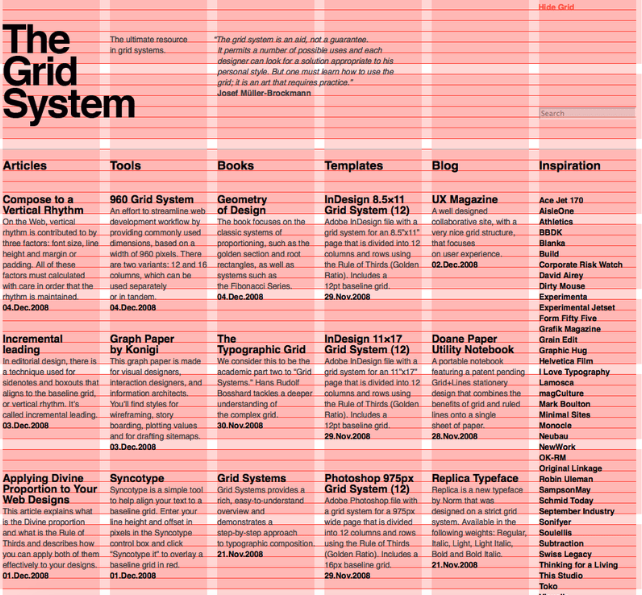 Hide Grid
The
Grid
System
The ultimate resource
in grid systems.
"The grid system is an aid, not a guarantee.
It permits a number of possible uses and each
designer can look for a solution appropriate to his
personal style. But one must learn how to use the
grid; it is an art that requires practice."
Josef Müller-Brockmann
Search
Articles
Tools
Books
Templates
Blog
Inspiration
Compose to a
Vertical Rhythm
On the Web, vertical
rhythm is contributed to by
three factors: font size, line
height and margin or
padding. All of these
factors must calculated
with care in order that the
rhythm is maintained.
04.Dec.2008
Incremental
leading
In editorial design, there is
a technique used for
sidenotes and boxouts that
aligns to the baseline grid,
or vertical rhythm. It's
called incremental leading.
03.Dec.2008
Applying Divine
Proportion to Your
Web Designs
This article explains what
is the Divine proportion
and what is the Rule of
Thirds and describes how
you can apply both of them
effectively to your designs.
01.Dec.2008
960 Grid System
An effort to streamline web
development workflow by
providing commonly used
dimensions, based on a
width of 960 pixels. There
are two variants: 12 and 16
columns, which can be
used separately
or in tandem.
04.Dec.2008
Graph Paper
by Konigi
This graph paper is made
for visual designers,
interaction designers, and
information architects.
You'll find styles for
wireframing, story
boarding, plotting values
and for drafting sitemaps.
03.Dec.2008
Syncotype
Syncotype is a simple tool
to help align your text to a
baseline grid. Enter your
line height and offset in
pixels in the Syncotype
control box and click
"Syncotype it" to overlay a
baseline grid in red.
01.Dec.2008
Geometry
of Design
The book focuses on the
classic systems of
proportioning, such as the
golden section and root
rectangles, as well as
systems such as
the Fibonacci Series.
04.Dec.2008
The
Typographic Grid
We consider this to be the
academic part two to "Grid
Systems." Hans Rudolf
Bosshard tackles a deeper
understanding of
the complex grid.
30.Nov.2008
Grid Systems
Grid Systems provides a
rich, easy-to-understand
overview and
demonstrates a
step-by-step approach
to typographic composition.
21.Nov.2008
InDesign 8.5×11
Grid System (12)
Adobe InDesign file with a
grid system for an 8.5"x11"
page that is divided into 12
columns and rows using
the Rule of Thirds (Golden
Ratio). Includes a
12pt baseline grid.
29.Nov.2008
InDesign 11×17
Grid System (12)
Adobe InDesign file with a
grid system for an 11"x17"
page that is divided into 12
columns and rows using
the Rule of Thirds (Golden
Ratio). Includes a
12pt baseline grid.
29.Nov.2008
Photoshop 975px
Grid System (12)
Adobe Photoshop file with
a grid system for a 975px
wide page that is divided
into 12 columns and rows
using the Rule of Thirds
(Golden Ratio). Includes a
16px baseline grid.
29.Nov.2008
UX Magazine
A well designed
collaborative site, with a
very nice grid structure,
that focuses
on user experience.
02.Dec.2008
Doane Paper
Utility Notebook
A portable notebook
featuring a patent pending
Grid+Lines stationery
design that combines the
benefits of grid and ruled
lines onto a single
sheet of paper.
28.Nov.2008
Replica Typeface
Replica is a new typeface
by Norm that was
designed on a strict grid
system. Available in the
following weights: Regular,
Italic, Light, Light Italic,
Bold and Bold Italic.
21.Nov.2008
Ace Jet 170
AisleOne
Athletics
BBDK
Blanka
Build
Corporate Risk Watch
David Airey
Dirty Mouse
Experimenta
Experimental Jetset
Form Fifty Five
Grafik Magazine
Grain Edit
Graphic Hug
Helvetica Film
I Love Typography
Lamosca
magCulture
Mark Boulton
Minimal Sites
Monocle
Neubau
NewWork
OK-RM
Original Linkage
Robin Uleman
SampsonMay
Schmid Today
September Industry
Sonifyer
Soulellis
Subtraction
Swiss Legacy
Thinking for a Living
This Studio
Toko